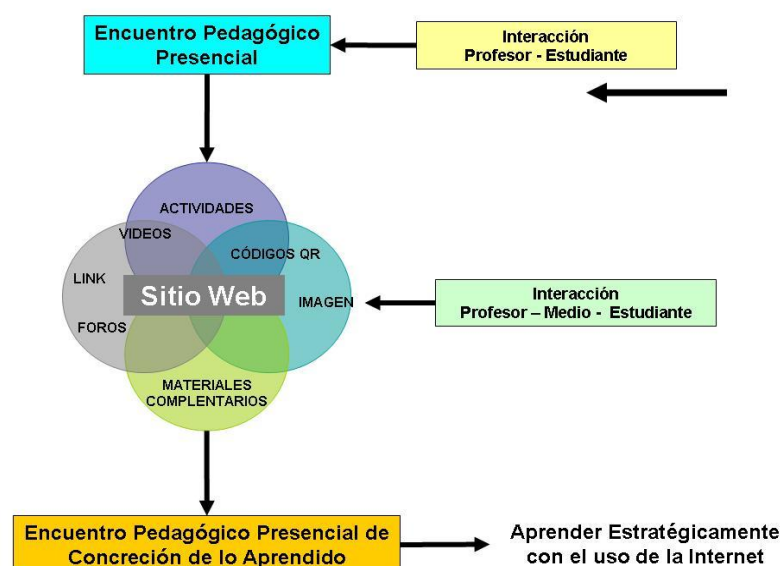 Encuentro Pedagógico
Presencial
Interacción
Profesor - Estudiante
ACTIVIDADES
VIDEOS
CÓDIGOS QR
LINK
Sitio Web
IMAGEN
FOROS
Interacción
Profesor – Medio - Estudiante
MATERIALES
COMPLENTARIOS
Encuentro Pedagógico Presencial de
Concreción de lo Aprendido
Aprender Estratégicamente
con el uso de la Internet